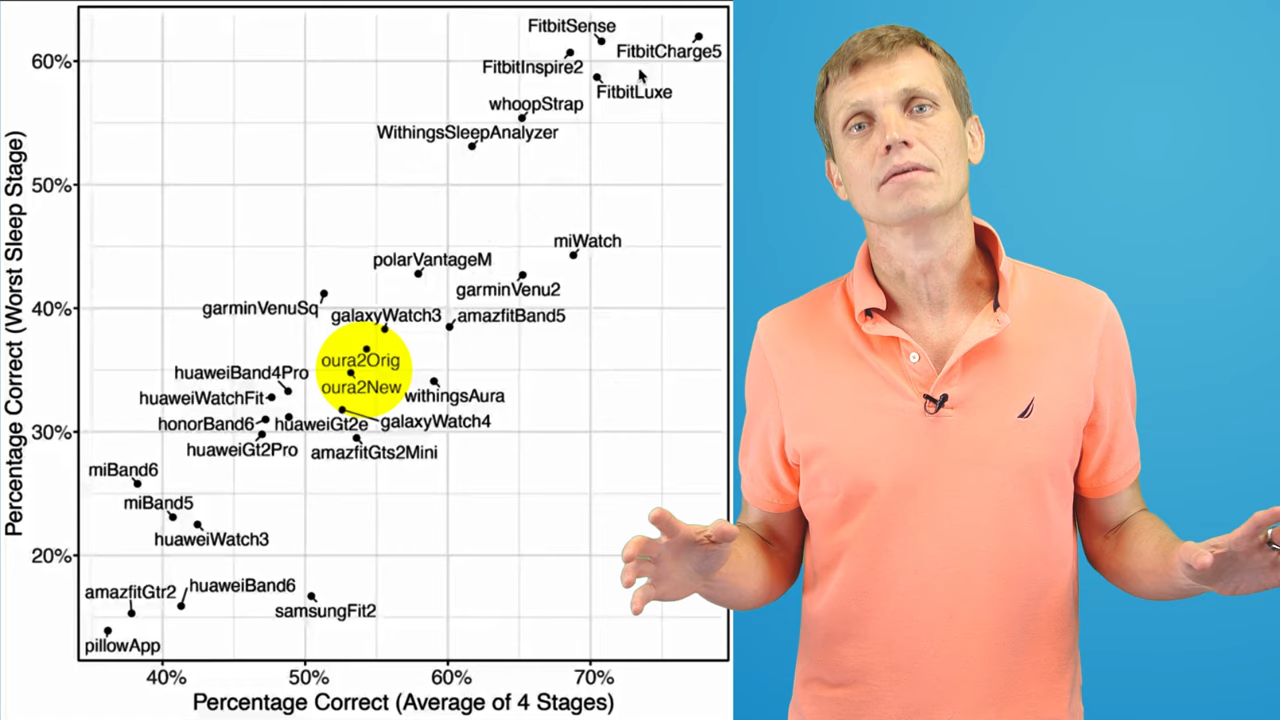 FitbitSense
FitbitCharge5
60%
FitbitInspire2
FitbitLuxe
whoopStrap
WithingsSleepAnalyzer
50%
miWatch
polarVantageM
garminVenu2
40%
garminVenuSq
galaxyWatch3
amazfitBand5
oura2Orig
huaweiBand4Pro
oura2New
huaweiWatchFit
withingsAura
honorBand6
huaweiGt2e
galaxyWatch4
30%
huaweiGt2Pro
amazfitGts2Mini
miBand6
miBand5
huaweiWatch3
20%
amazfitGtr2
huaweiBand6
samsungFit2
pillowApp
40%
50%
60%
70%
Percentage Correct (Average of 4 Stages)
Percentage Correct (Worst Sleep Stage)